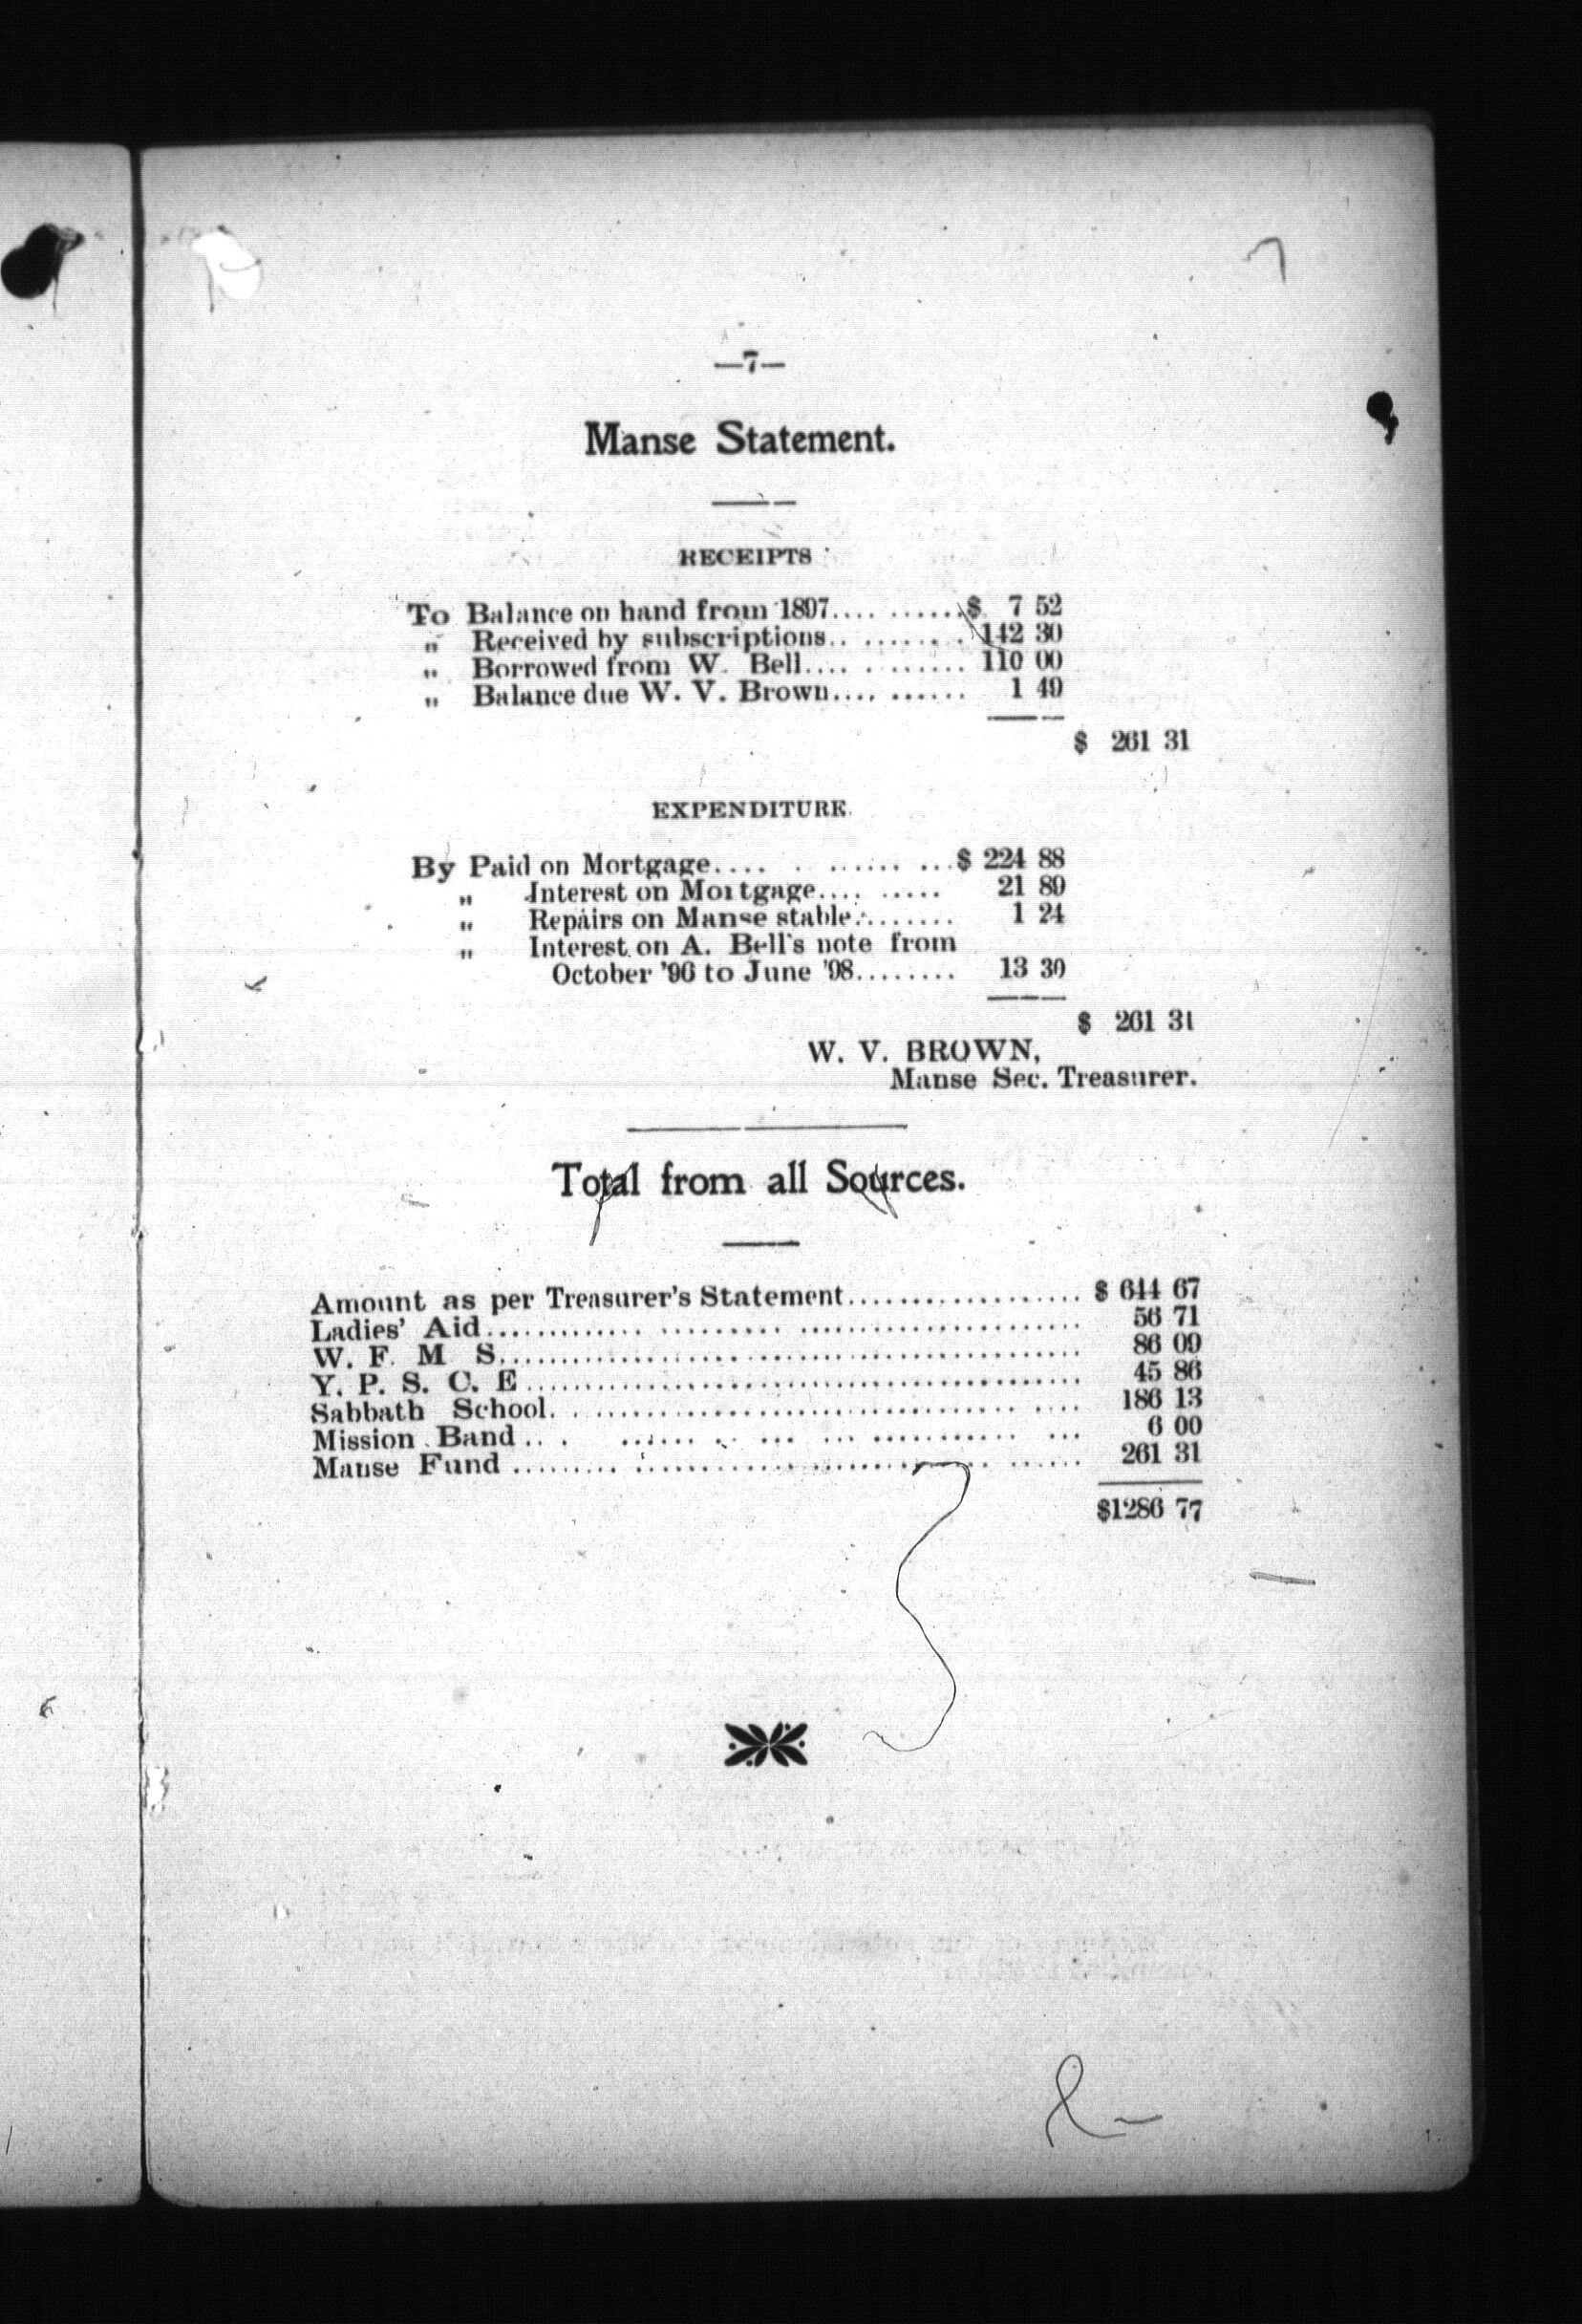 7
—7—
Manse Statement.
RECEIPTS
To Balance on hand from 1897.... ..........$ 7 52
„ Received by subscriptions.. ........ 142 30
„ Borrowed from W. Bell.... ........ 110 00
„ Balance due W. V. Brown.... ...... 1 49
$ 261 31
EXPENDITURE.
By Paid on Mortgage.... . ...... ...$ 224 88
„ Interest on Mortgage.... ..... 21 89
„ Repairs on Manse stable........ 1 24
„ Interest on A. Bell's note from
October '96 to June '98........ 13 30
$ 261 31
W. V. BROWN,
Manse Sec. Treasurer.
Total from all Sources.
Amount as per Treasurer's Statement.................. $ 644 67
Ladies' Aid............. ......... ...................... 56 71
W. F. M S............................................. 86 09
Y. P. S. C. E........................................... 45 86
Sabbath School. ................................ .... 186 13
Mission Band .. . ...... .. ... ... ........... ... 6 00
Manse Fund ......... ........................... ...... 261 31
$1286 77